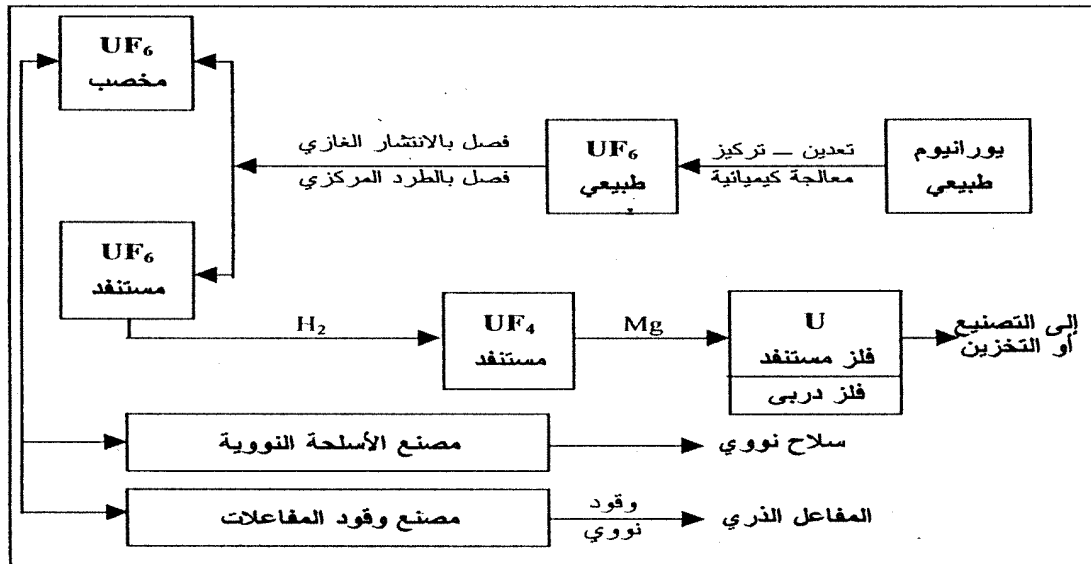 UF₆
مخصب
يورانيوم
طبيعي
تعدين – تركيز
معالجة كيميائية
UF₆
طبيعي
فصل بالانتشار الغازي
فصل بالطرد المركزي
UF₆
مستنفد
H₂
UF₄
مستنفد
Mg
U
فلز مستنفد
فلز دربى
إلى التصنيع
أو التخزين
مصنع الأسلحة النووية
سلاح نووي
مصنع وقود المفاعلات
وقود
نووي
المفاعل الذري